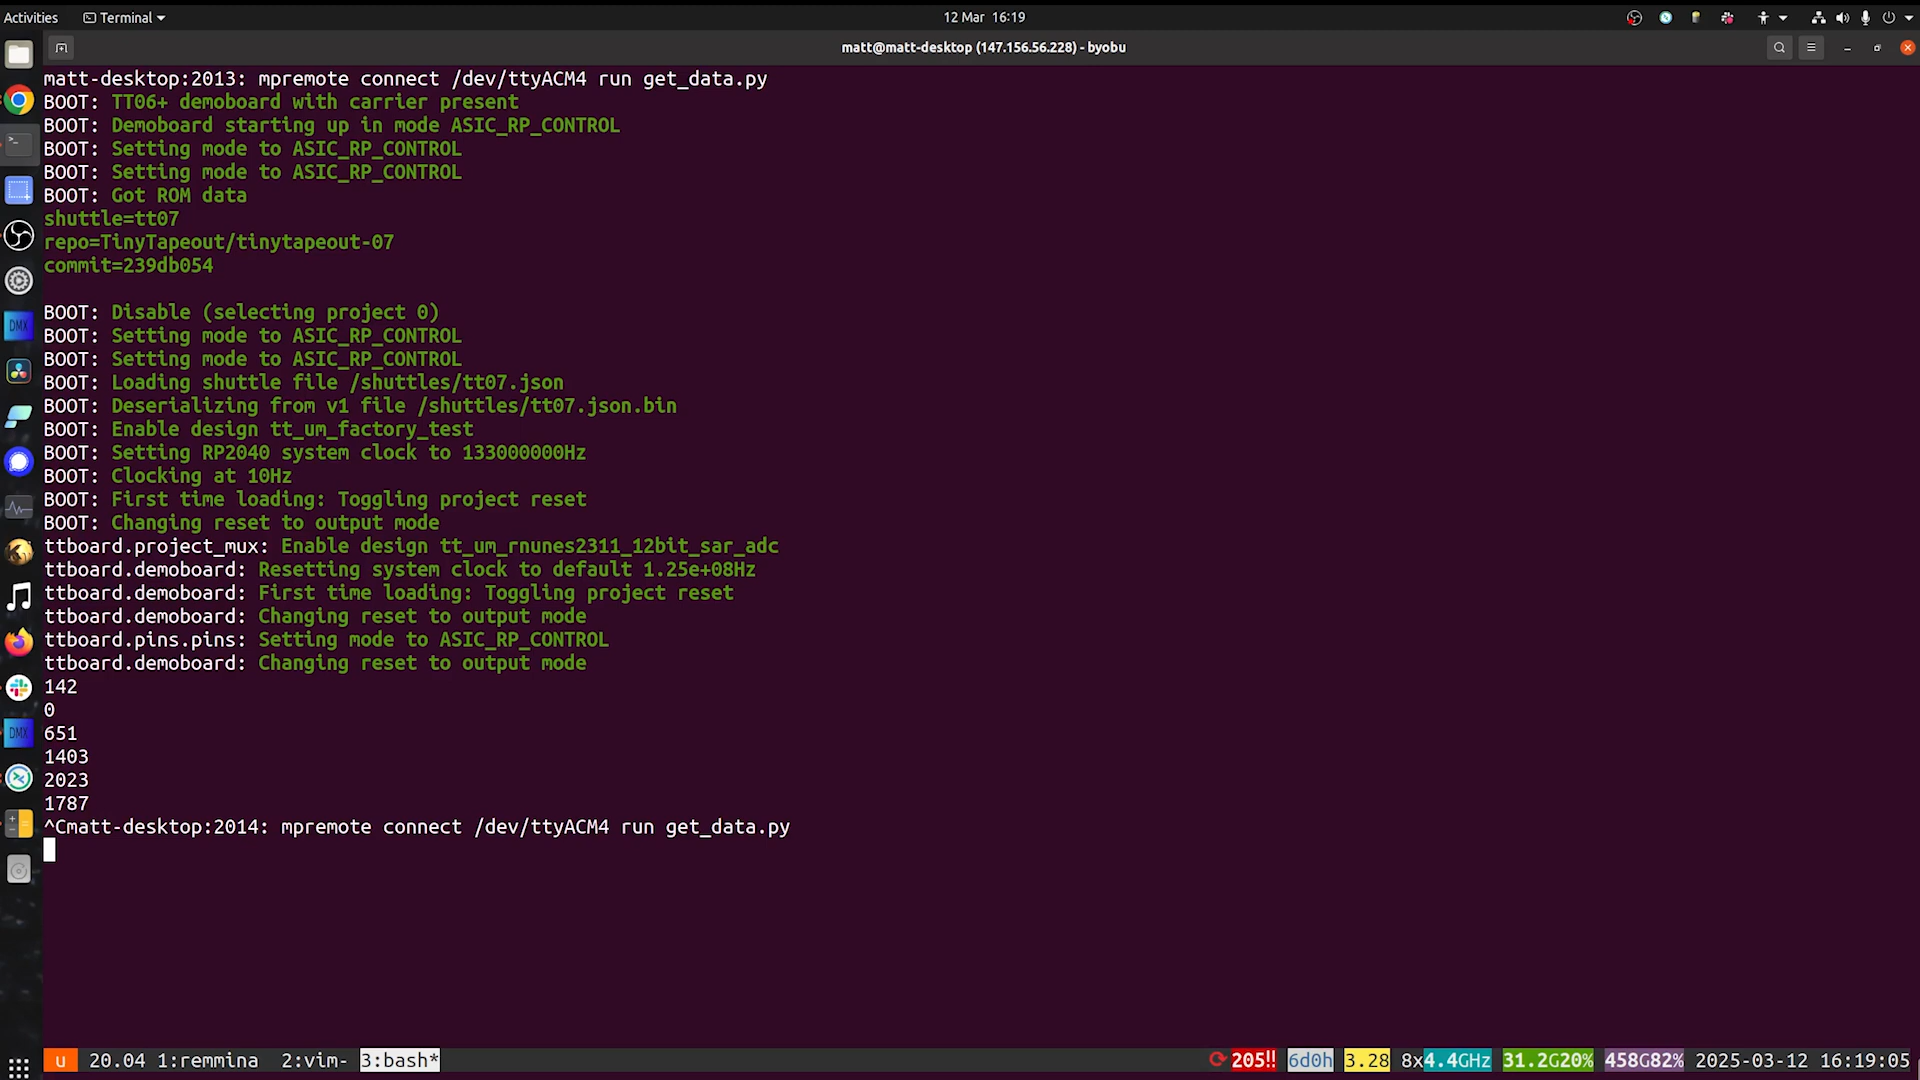 Activities Terminal 12 Mar 16:19
matt@matt-desktop (147.156.56.228) - byobu
matt-desktop:2013: mpremote connect /dev/ttyACM4 run get_data.py
BOOT: TT06+ demoboard with carrier present
BOOT: Demoboard starting up in mode ASIC_RP_CONTROL
BOOT: Setting mode to ASIC_RP_CONTROL
BOOT: Setting mode to ASIC_RP_CONTROL
BOOT: Got ROM data
shuttle=tt07
repo=TinyTapeout/tinytapeout-07
commit=239db054
BOOT: Disable (selecting project 0)
BOOT: Setting mode to ASIC_RP_CONTROL
BOOT: Setting mode to ASIC_RP_CONTROL
BOOT: Loading shuttle file /shuttles/tt07.json
BOOT: Deserializing from v1 file /shuttles/tt07.json.bin
BOOT: Enable design tt_um_factory_test
BOOT: Setting RP2040 system clock to 133000000Hz
BOOT: Clocking at 10Hz
BOOT: First time loading: Toggling project reset
BOOT: Changing reset to output mode
ttboard.project_mux: Enable design tt_um_rnunes2311_12bit_sar_adc
ttboard.demoboard: Resetting system clock to default 1.25e+08Hz
ttboard.demoboard: First time loading: Toggling project reset
ttboard.demoboard: Changing reset to output mode
ttboard.pins.pins: Setting mode to ASIC_RP_CONTROL
ttboard.demoboard: Changing reset to output mode
142
0
651
1403
2023
1787
^Cmatt-desktop:2014: mpremote connect /dev/ttyACM4 run get_data.py
DMX
DMX
u 20.04 1:remmina 2:vim- 3:bash* 205!! 6d0h 3.28 8x4.4GHz 31.2G20% 458G82% 2025-03-12 16:19:05